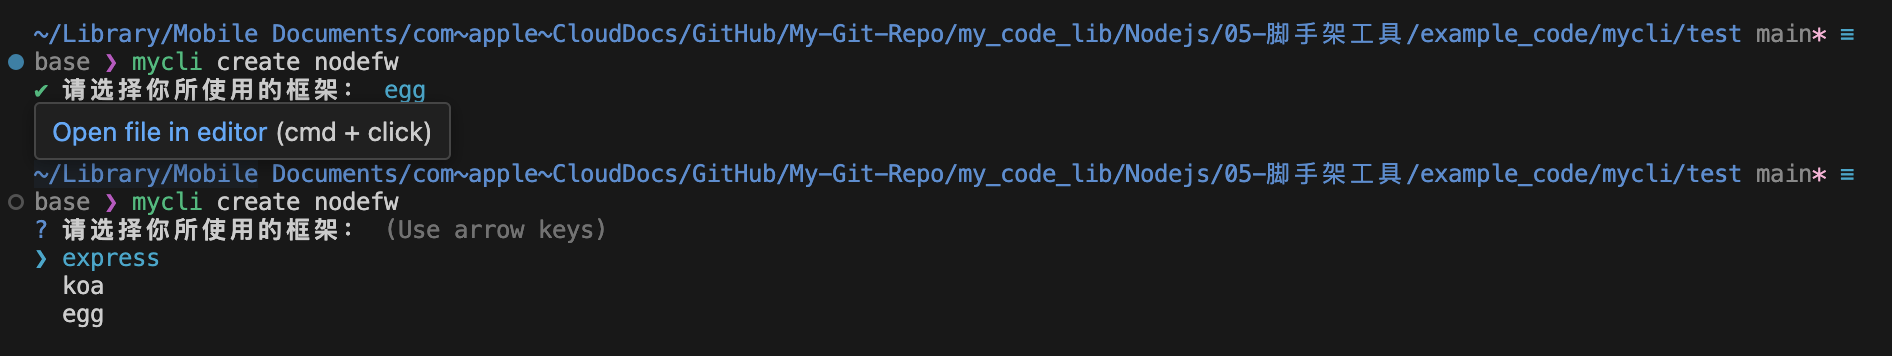 ~/Library/Mobile Documents/com~apple~CloudDocs/GitHub/My-Git-Repo/my_code_lib/Nodejs/05-脚手架工具/example_code/mycli/test main* ≡
base ❯ mycli create nodefw
✔ 请选择你所使用的框架： egg
Open file in editor (cmd + click)
~/Library/Mobile Documents/com~apple~CloudDocs/GitHub/My-Git-Repo/my_code_lib/Nodejs/05-脚手架工具/example_code/mycli/test main* ≡
base ❯ mycli create nodefw
? 请选择你所使用的框架： (Use arrow keys)
❯ express
koa
egg